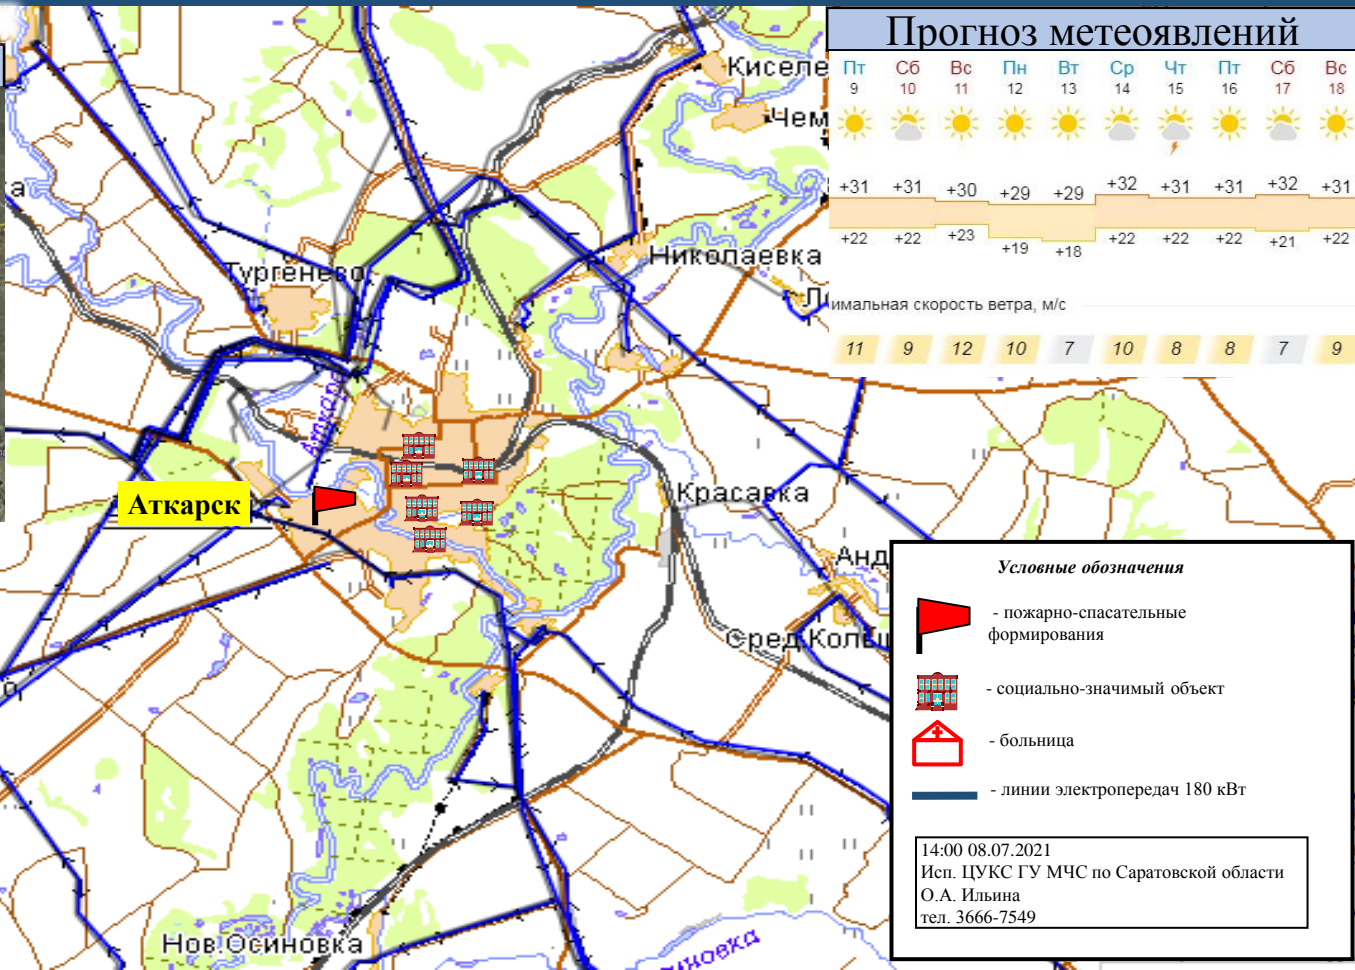 Прогноз метеоявлений
Пт Сб Вс Пн Вт Ср Чт Пт Сб Вс
9 10 11 12 13 14 15 16 17 18
+31 +31 +30 +29 +29 +32 +31 +31 +32 +31
+22 +22 +23 +19 +18 +22 +22 +22 +21 +22
имальная скорость ветра, м/с
11 9 12 10 7 10 8 8 7 9
Киселе
Чем
Николаевка
Тургенево
Аткарск
Красавка
Анд
Сред.Колы
Нов.Осиновка
иновка
Условные обозначения
- пожарно-спасательные
формирования
- социально-значимый объект
- больница
- линии электропередач 180 кВт
14:00 08.07.2021
Исп. ЦУКС ГУ МЧС по Саратовской области
О.А. Ильина
тел. 3666-7549